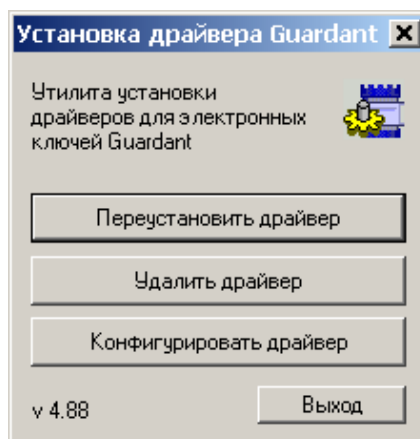 Установка драйвера Guardant
Утилита установки
драйверов для электронных
ключей Guardant
Переустановить драйвер
Удалить драйвер
Конфигурировать драйвер
v 4.88
Выход